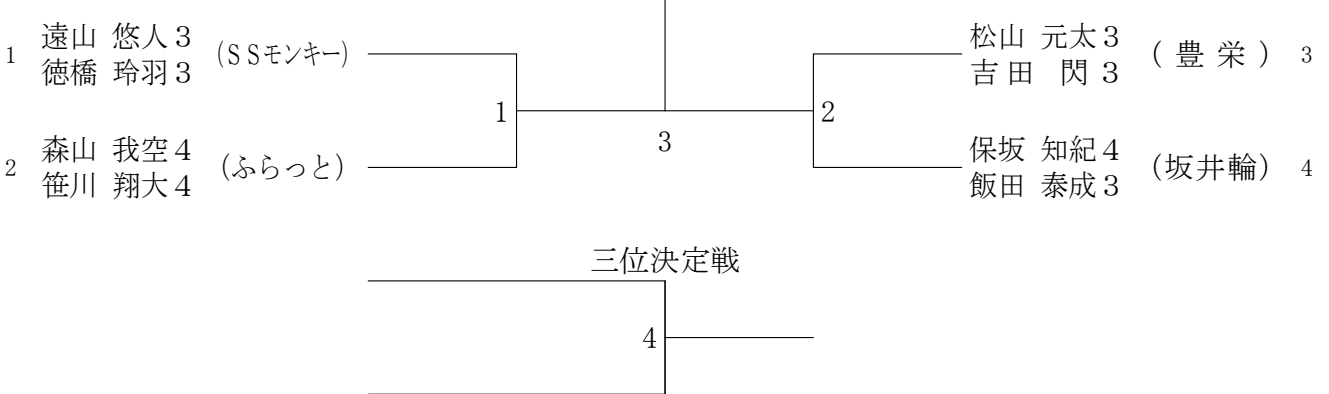 1 遠山 悠人3 (SSモンキー)
徳橋 玲羽3
2 森山 我空4 (ふらっと)
笹川 翔大4
1
3
2
松山 元太3 (豊栄) 3
吉田 閃3
保坂 知紀4 (坂井輪) 4
飯田 泰成3
三位決定戦
4